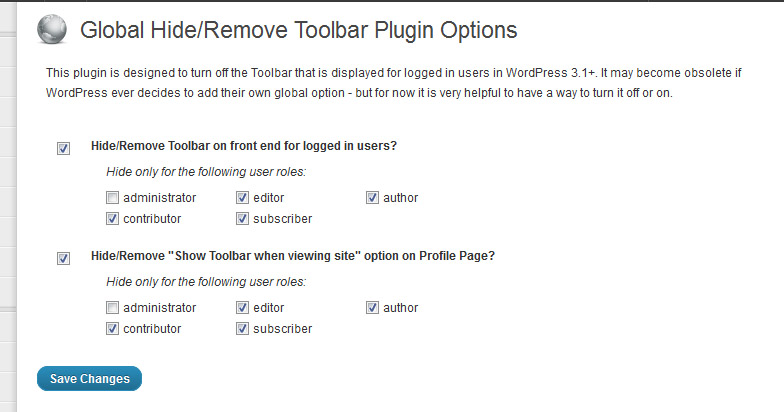 Global Hide/Remove Toolbar Plugin Options
This plugin is designed to turn off the Toolbar that is displayed for logged in users in WordPress 3.1+. It may become obsolete if
WordPress ever decides to add their own global option - but for now it is very helpful to have a way to turn it off or on.
Hide/Remove Toolbar on front end for logged in users?
Hide only for the following user roles:
administrator editor author
contributor subscriber
Hide/Remove "Show Toolbar when viewing site" option on Profile Page?
Hide only for the following user roles:
administrator editor author
contributor subscriber
Save Changes